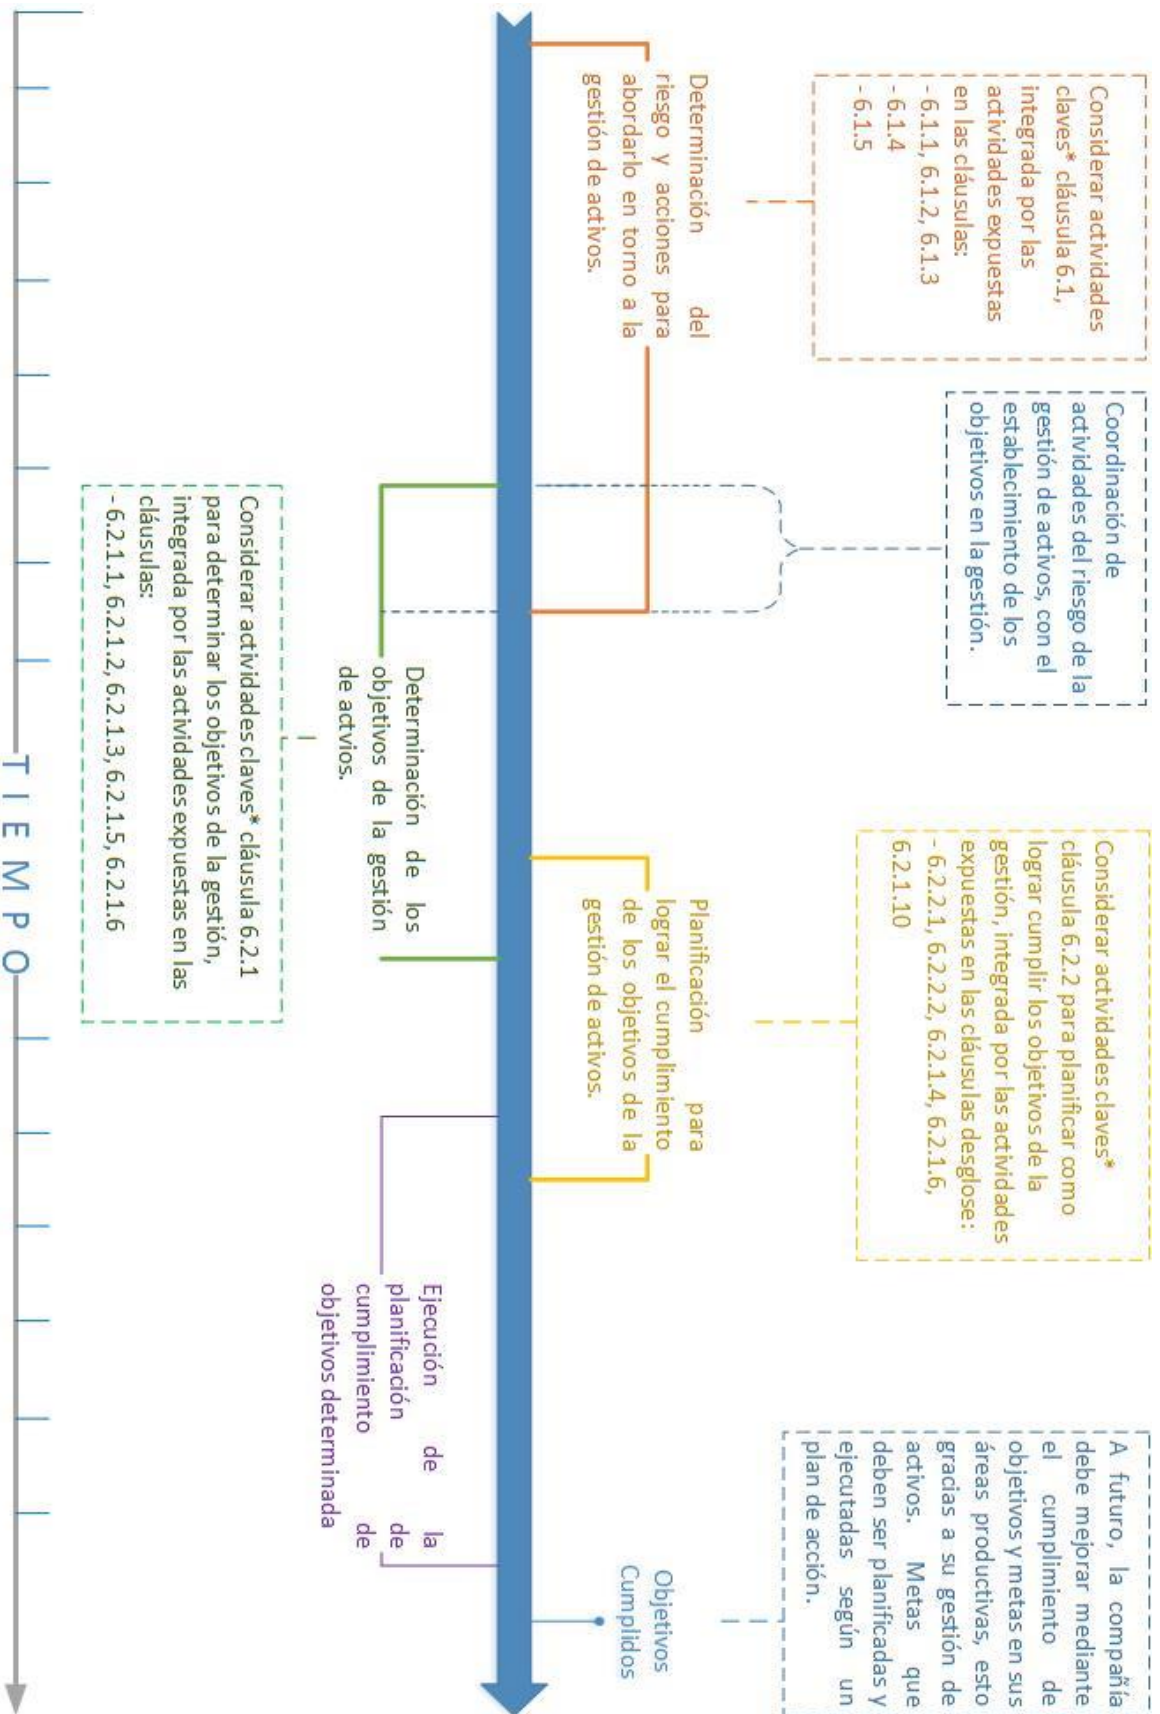 Considerar actividades
claves* cláusula 6.1,
integrada por las
actividades expuestas
en las cláusulas:
- 6.1.1, 6.1.2, 6.1.3
- 6.1.4
- 6.1.5
Coordinación de
actividades del riesgo de la
gestión de activos, con el
establecimiento de los
objetivos en la gestión.
Considerar actividades claves*
cláusula 6.2.2 para planificar como
lograr cumplir los objetivos de la
gestión, integrada por las actividades
expuestas en las cláusulas desglose:
- 6.2.2.1, 6.2.2.2, 6.2.1.4, 6.2.1.6,
6.2.1.10
A futuro, la compañía
debe mejorar mediante
el cumplimiento de
objetivos y metas en sus
áreas productivas, esto
gracias a su gestión de
activos. Metas que
deben ser planificadas y
ejecutadas según un
plan de acción.
Determinación del
riesgo y acciones para
abordarlo en torno a la
gestión de activos.
Planificación para
lograr el cumplimiento
de los objetivos de la
gestión de activos.
Objetivos
Cumplidos
Determinación de los
objetivos de la gestión
de actvios.
Ejecución de la
planificación de
cumplimiento de
objetivos determinada
Considerar actividades claves* cláusula 6.2.1
para determinar los objetivos de la gestión,
integrada por las actividades expuestas en las
cláusulas:
- 6.2.1.1, 6.2.1.2, 6.2.1.3, 6.2.1.5, 6.2.1.6
TIEMPO